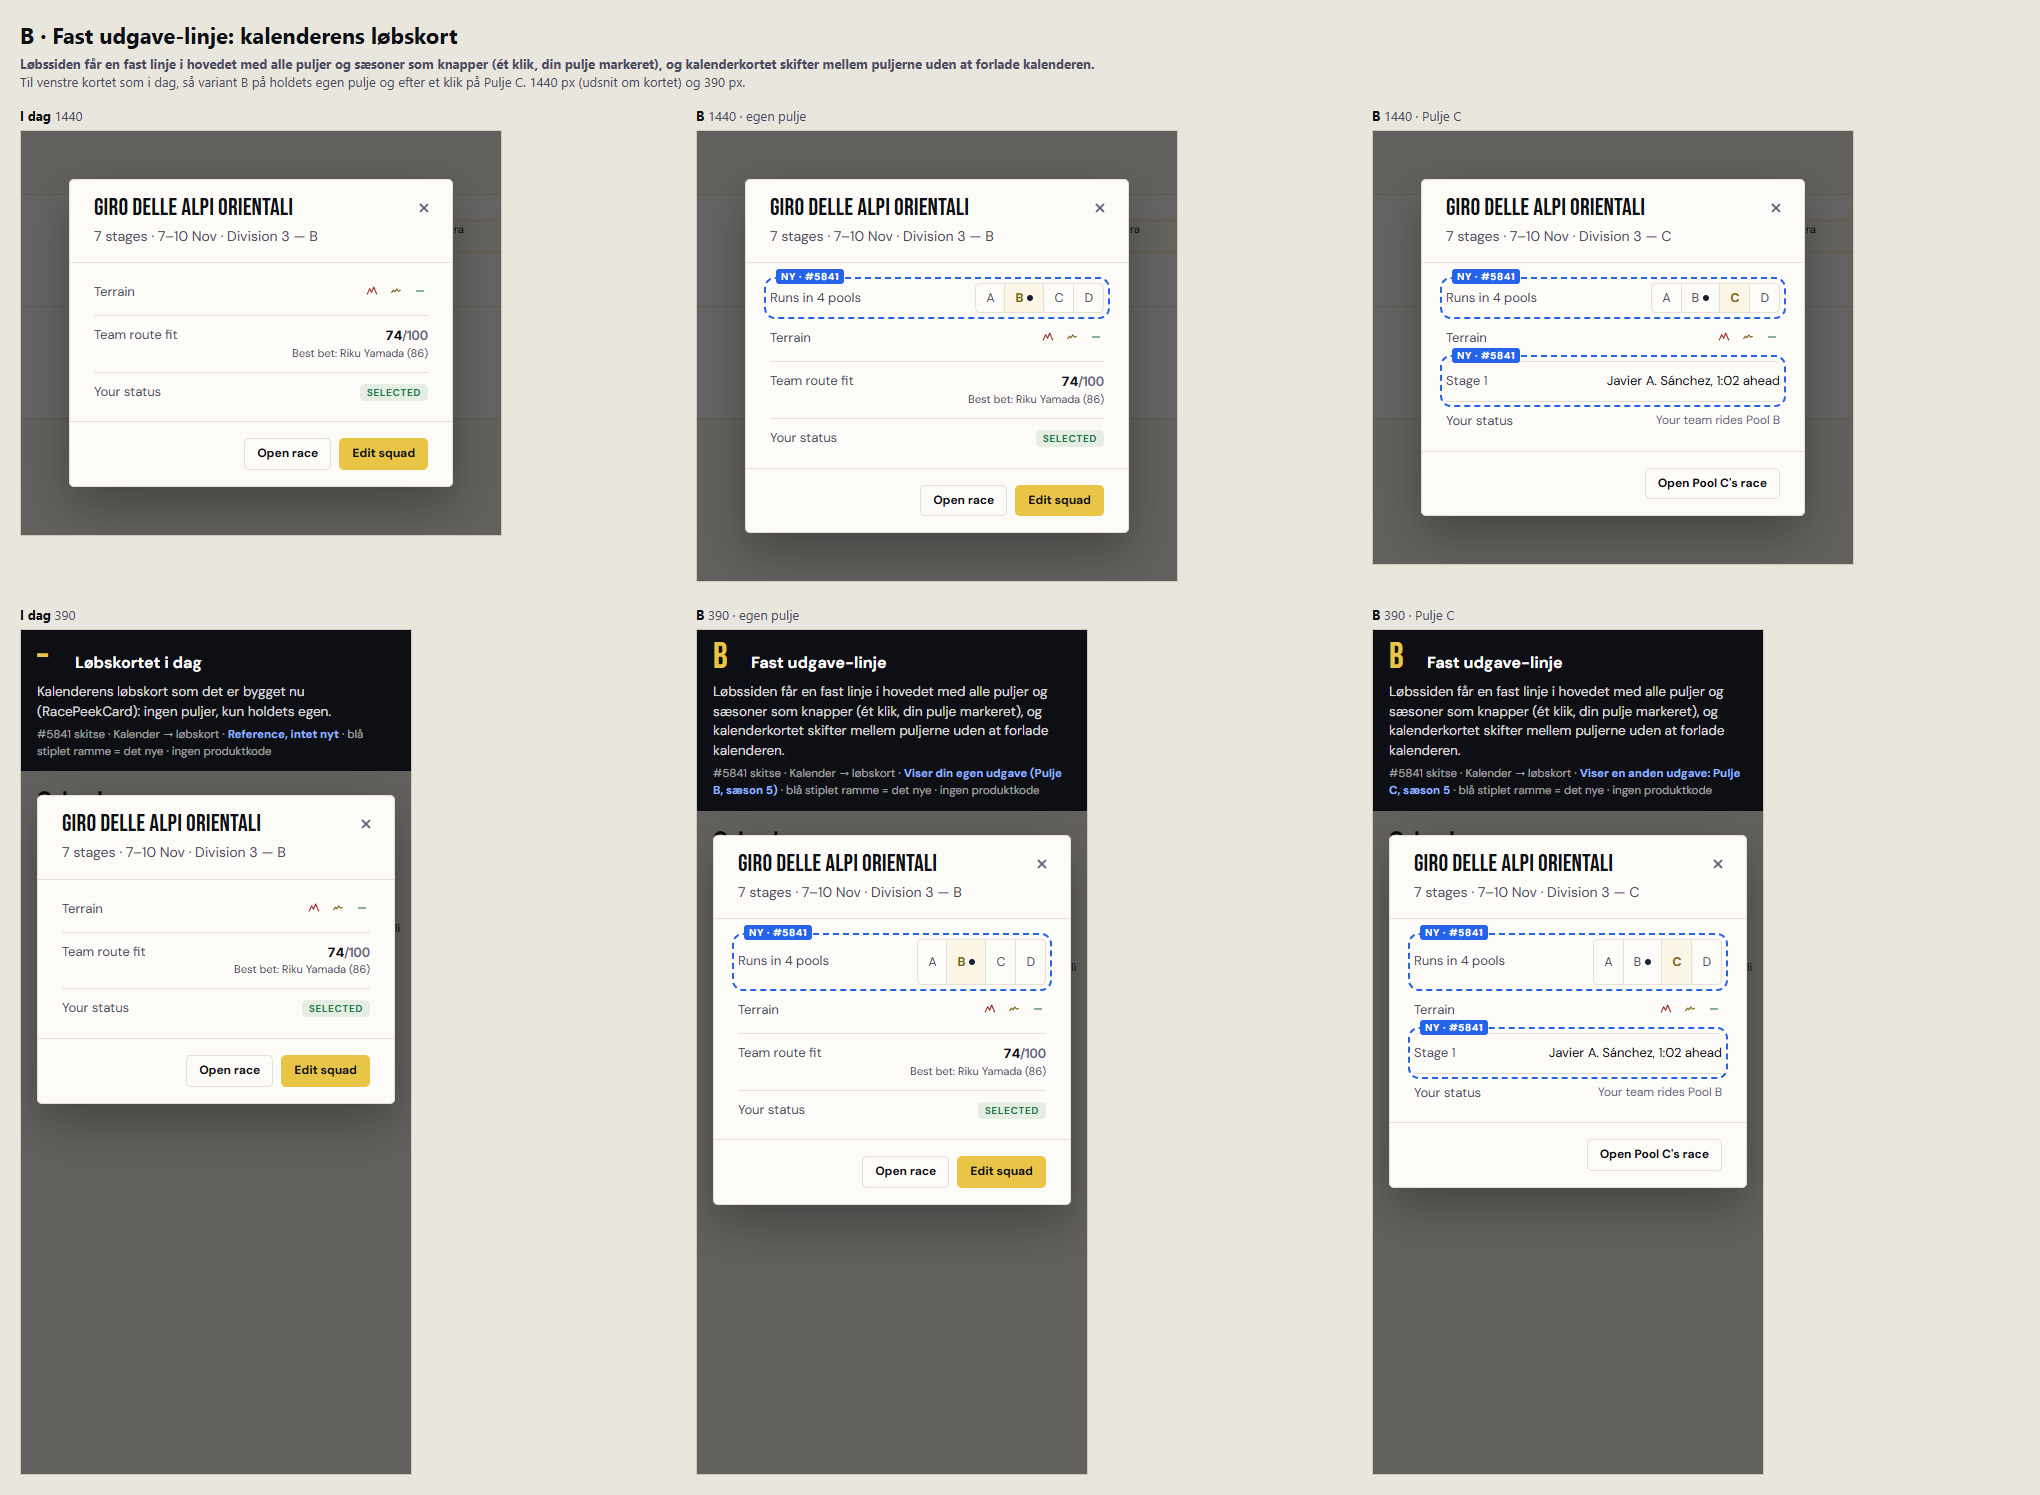 B · Fast udgave-linje: kalenderens løbskort
Løbssiden får en fast linje i hovedet med alle puljer og sæsoner som knapper (ét klik, din pulje markeret), og kalenderkortet skifter mellem puljerne uden at forlade kalenderen.
Til venstre kortet som i dag, så variant B på holdets egen pulje og efter et klik på Pulje C. 1440 px (udsnit om kortet) og 390 px.
I dag 1440
GIRO DELLE ALPI ORIENTALI
×
7 stages · 7–10 Nov · Division 3 — B
ra
Terrain
Team route fit
74/100
Best bet: Riku Yamada (86)
Your status
SELECTED
Open race
Edit squad
B 1440 · egen pulje
GIRO DELLE ALPI ORIENTALI
×
7 stages · 7–10 Nov · Division 3 — B
ra
NY · #5841
Runs in 4 pools
A B● C D
Terrain
Team route fit
74/100
Best bet: Riku Yamada (86)
Your status
SELECTED
Open race
Edit squad
B 1440 · Pulje C
GIRO DELLE ALPI ORIENTALI
×
7 stages · 7–10 Nov · Division 3 — C
ra
NY · #5841
Runs in 4 pools
A B● C D
Terrain
NY · #5841
Stage 1
Javier A. Sánchez, 1:02 ahead
Your status
Your team rides Pool B
Open Pool C's race
I dag 390
– Løbskortet i dag
Kalenderens løbskort som det er bygget nu
(RacePeekCard): ingen puljer, kun holdets egen.
#5841 skitse · Kalender → løbskort · Reference, intet nyt · blå
stiplet ramme = det nye · ingen produktkode
GIRO DELLE ALPI ORIENTALI
×
7 stages · 7–10 Nov · Division 3 — B
Terrain
li
Team route fit
74/100
Best bet: Riku Yamada (86)
Your status
SELECTED
Open race
Edit squad
B 390 · egen pulje
B Fast udgave-linje
Løbssiden får en fast linje i hovedet med alle puljer og
sæsoner som knapper (ét klik, din pulje markeret), og
kalenderkortet skifter mellem puljerne uden at forlade
kalenderen.
#5841 skitse · Kalender → løbskort · Viser din egen udgave (Pulje
B, sæson 5) · blå stiplet ramme = det nye · ingen produktkode
GIRO DELLE ALPI ORIENTALI
×
7 stages · 7–10 Nov · Division 3 — B
NY · #5841
Runs in 4 pools
A B● C D
li
Terrain
Team route fit
74/100
Best bet: Riku Yamada (86)
Your status
SELECTED
Open race
Edit squad
B 390 · Pulje C
B Fast udgave-linje
Løbssiden får en fast linje i hovedet med alle puljer og
sæsoner som knapper (ét klik, din pulje markeret), og
kalenderkortet skifter mellem puljerne uden at forlade
kalenderen.
#5841 skitse · Kalender → løbskort · Viser en anden udgave: Pulje
C, sæson 5 · blå stiplet ramme = det nye · ingen produktkode
GIRO DELLE ALPI ORIENTALI
×
7 stages · 7–10 Nov · Division 3 — C
NY · #5841
Runs in 4 pools
A B● C D
li
Terrain
NY · #5841
Stage 1
Javier A. Sánchez, 1:02 ahead
Your status
Your team rides Pool B
Open Pool C's race